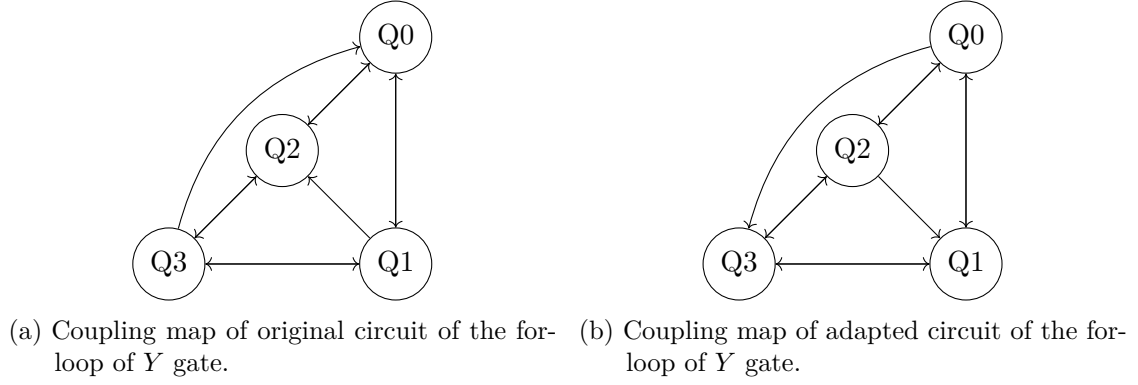 Q0
Q0
Q2
Q2
Q3
Q1
Q3
Q1
(a) Coupling map of original circuit of the for-
loop of Y gate.
(b) Coupling map of adapted circuit of the for-
loop of Y gate.